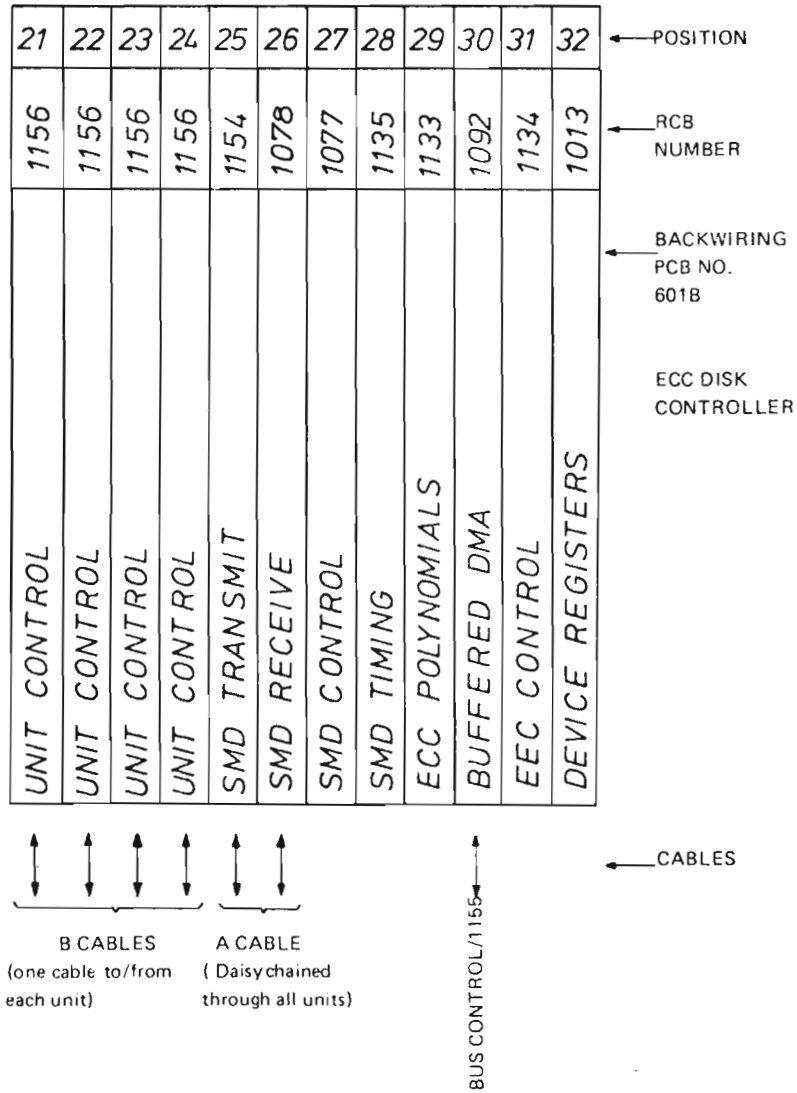 21 22 23 24 25 26 27 28 29 30 31 32
POSITION
1156 1156 1156 1156 1154 1078 1077 1135 1133 1092 1134 1013
RCB
NUMBER
BACKWIRING
PCB NO.
601B
ECC DISK
CONTROLLER
UNIT CONTROL
UNIT CONTROL
UNIT CONTROL
UNIT CONTROL
SMD TRANSMIT
SMD RECEIVE
SMD CONTROL
SMD TIMING
ECC POLYNOMIALS
BUFFERED DMA
EEC CONTROL
DEVICE REGISTERS
CABLES
B CABLES
(one cable to/from
each unit)
A CABLE
( Daisychained
through all units)
BUS CONTROL/1155